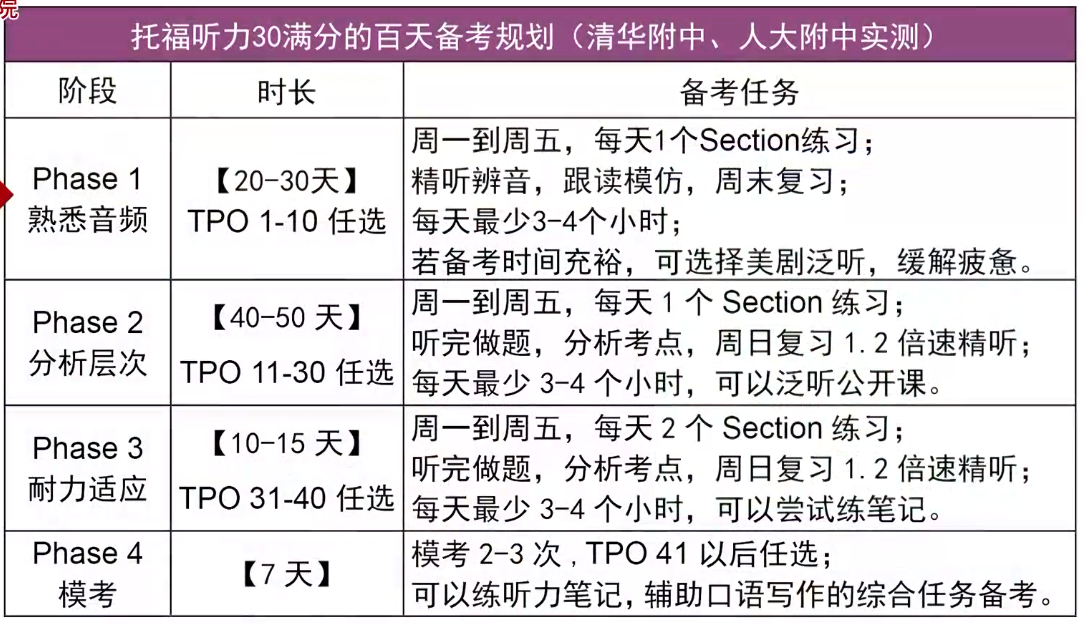 院
托福听力30满分的百天备考规划（清华附中、人大附中实测）
阶段 时长 备考任务
Phase 1
熟悉音频
【20-30天】
TPO 1-10 任选
周一到周五，每天1个Section练习；
精听辨音，跟读模仿，周末复习；
每天最少3-4个小时；
若备考时间充裕，可选择美剧泛听，缓解疲惫。
Phase 2
分析层次
【40-50 天】
TPO 11-30 任选
周一到周五，每天 1 个 Section 练习；
听完做题，分析考点，周日复习 1.2 倍速精听；
每天最少 3-4 个小时，可以泛听公开课。
Phase 3
耐力适应
【10-15 天】
TPO 31-40 任选
周一到周五，每天 2 个 Section 练习；
听完做题，分析考点，周日复习 1.2 倍速精听；
每天最少 3-4 个小时，可以尝试练笔记。
Phase 4
模考
【7 天】
模考 2-3 次 , TPO 41 以后任选；
可以练听力笔记，辅助口语写作的综合任务备考。